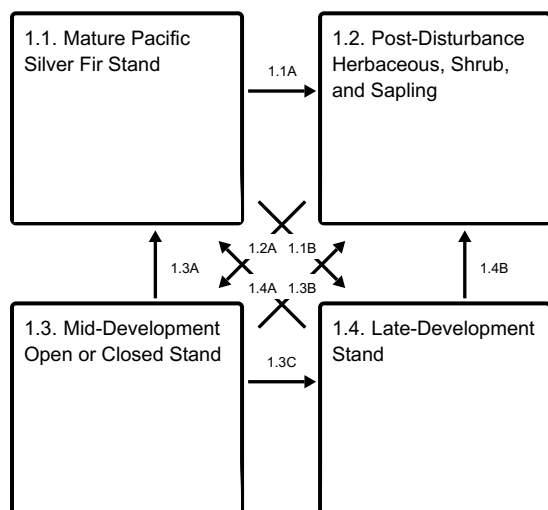 1.1. Mature Pacific
Silver Fir Stand
1.1A
1.2. Post-Disturbance
Herbaceous, Shrub,
and Sapling
1.2A
1.1B
1.3A
1.4A
1.3B
1.4B
1.3. Mid-Development
Open or Closed Stand
1.3C
1.4. Late-Development
Stand